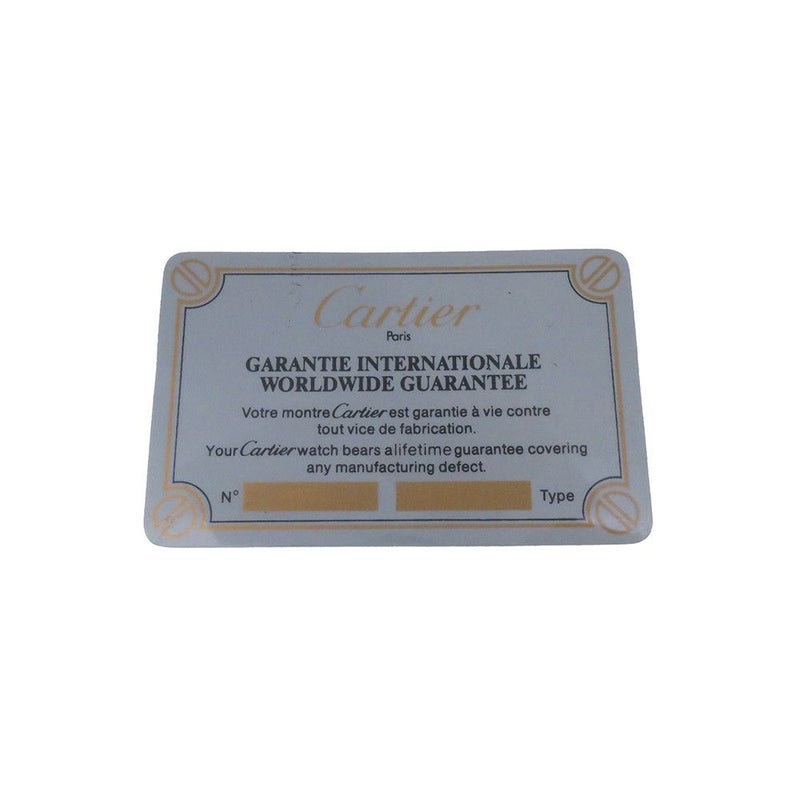 Cartier
Paris
GARANTIE INTERNATIONALE
WORLDWIDE GUARANTEE
Votre montre Cartier est garantie à vie contre
tout vice de fabrication.
Your Cartier watch bears a lifetime guarantee covering
any manufacturing defect.
N° Type